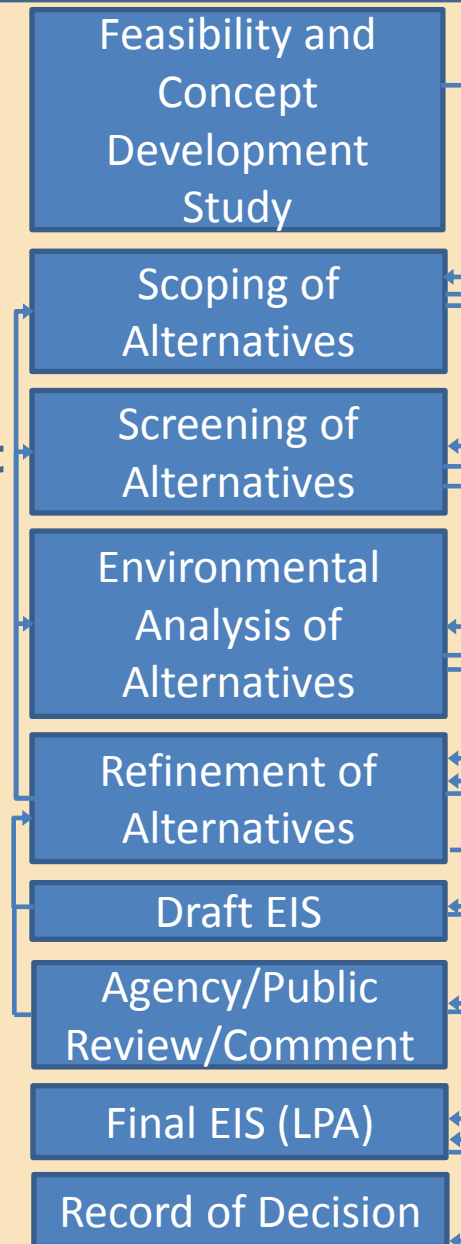 Feasibility and
Concept
Development
Study
Scoping of
Alternatives
Screening of
Alternatives
Environmental
Analysis of
Alternatives
Refinement of
Alternatives
Draft EIS
Agency/Public
Review/Comment
Final EIS (LPA)
Record of Decision